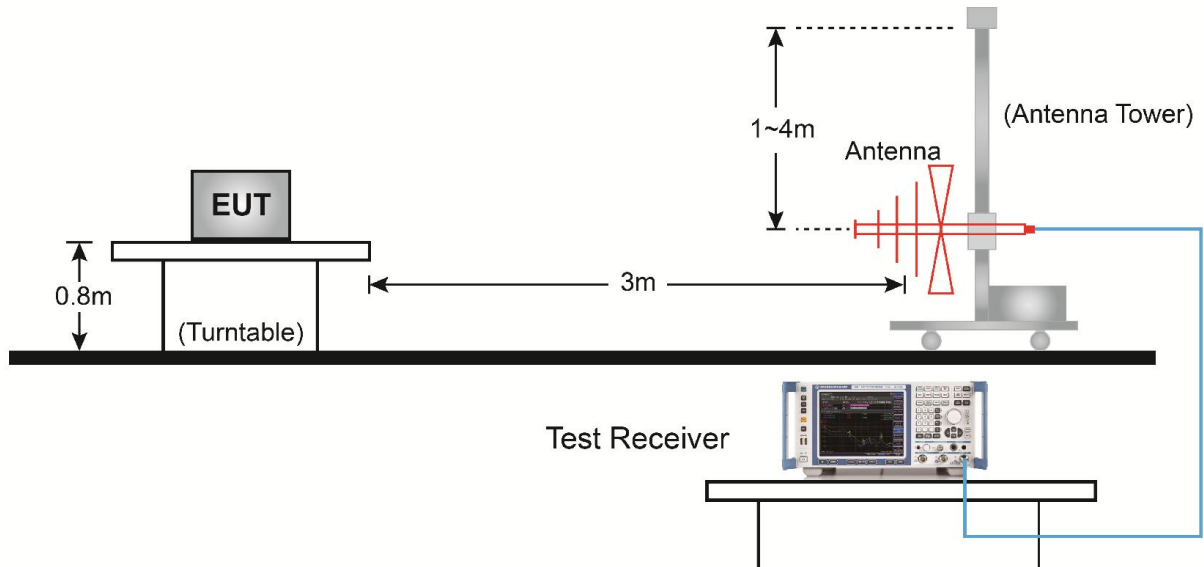 1~4m
(Antenna Tower)
Antenna
EUT
0.8m
3m
(Turntable)
Test Receiver